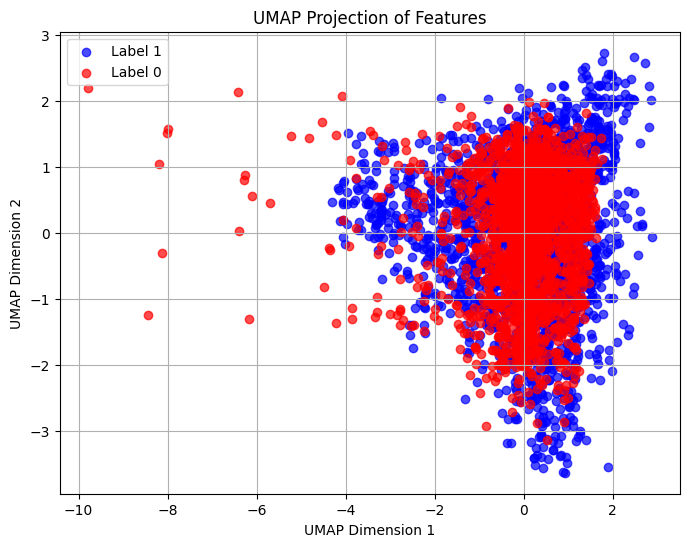 UMAP Projection of Features
Label 1
Label 0
3
2
1
0
−1
−2
−3
UMAP Dimension 2
−10
−8
−6
−4
−2
0
2
UMAP Dimension 1